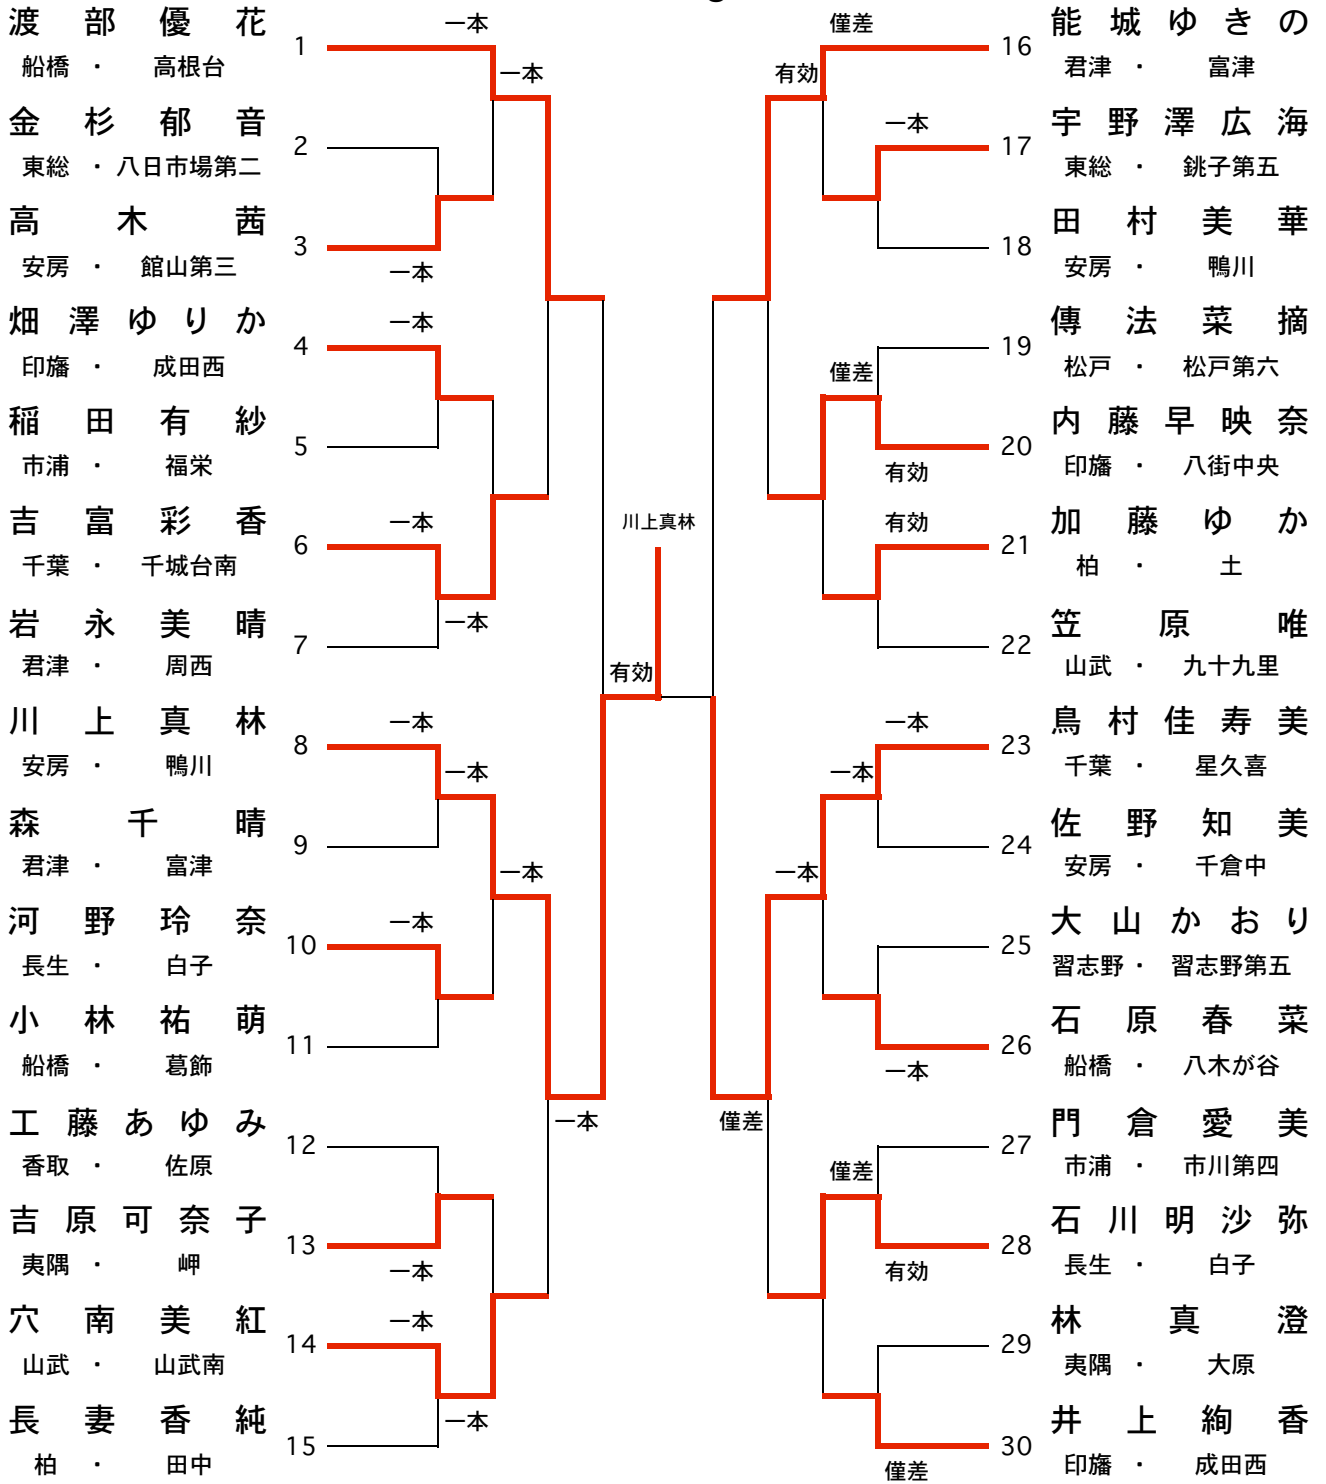 渡部優花
1
船橋・高根台
一本
一本
金杉郁音
2
東総・八日市場第二
高木茜
3
安房・館山第三
一本
畑澤ゆりか
4
印旛・成田西
一本
稲田有紗
5
市浦・福栄
吉富彩香
6
千葉・千城台南
一本
岩永美晴
7
君津・周西
一本
川上真林
8
安房・鴨川
一本
一本
森千晴
9
君津・富津
一本
河野玲奈
10
長生・白子
一本
小林祐萌
11
船橋・葛飾
工藤あゆみ
12
香取・佐原
一本
吉原可奈子
13
夷隅・岬
一本
穴南美紅
14
山武・山武南
一本
長妻香純
15
柏・田中
一本
川上真林
有効
能城ゆきの
16
君津・富津
僅差
有効
宇野澤広海
17
東総・銚子第五
一本
田村美華
18
安房・鴨川
傳法菜摘
19
松戸・松戸第六
僅差
内藤早映奈
20
印旛・八街中央
有効
加藤ゆか
21
柏・土
有効
笠原唯
22
山武・九十九里
鳥村佳寿美
23
千葉・星久喜
一本
一本
佐野知美
24
安房・千倉中
一本
大山かおり
25
習志野・習志野第五
石原春菜
26
船橋・八木が谷
一本
門倉愛美
27
市浦・市川第四
僅差
僅差
石川明沙弥
28
長生・白子
有効
林真澄
29
夷隅・大原
井上絢香
30
印旛・成田西
僅差